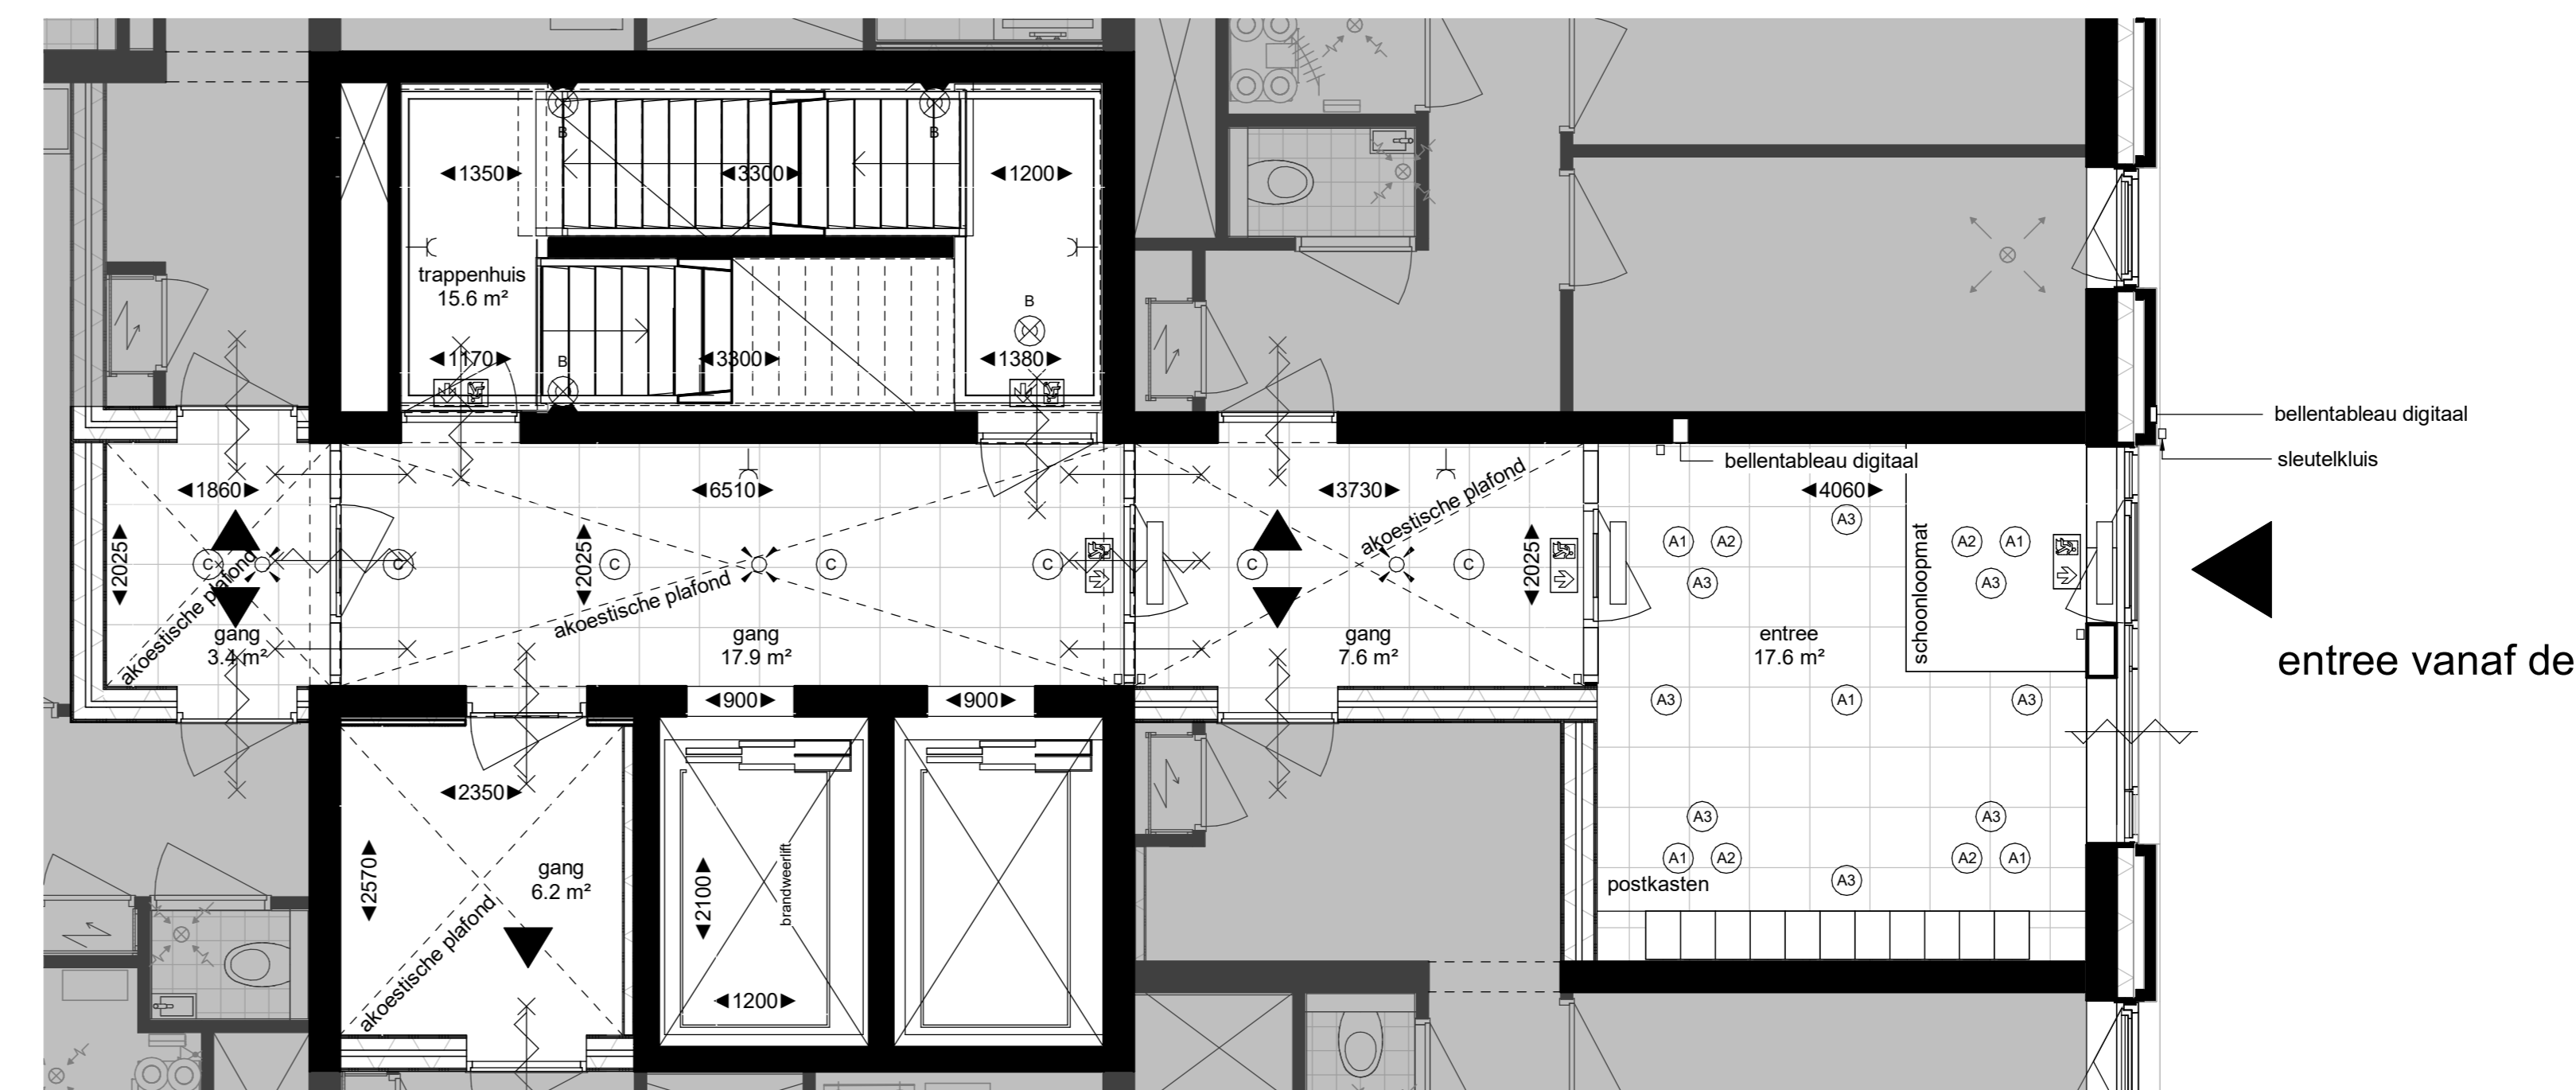 B
B
◄1350►
◄3300►
◄1200►
trappenhuis
15.6 m²
B
B
◄1170►
◄3300►
◄1380►
bellentableau digitaal
sleutelkluis
bellentableau digitaal
◄1860►
◄6510►
◄3730►
◄4060►
akoestische plafond
A3
A1
A2
A2
A1
A3
A3
◄2025►
C
C
◄2025►
C
C
C
C
C
◄2025►
schoonloopmat
akoestische plafond
akoestische plafond
gang
3.4 m²
gang
17.9 m²
gang
7.6 m²
entree
17.6 m²
entree vanaf de
◄900►
◄900►
A3
A1
A3
◄2350►
A3
A3
◄2570►
gang
6.2 m²
◄2100►
brandweerlift
A1
A2
A3
A2
A1
postkasten
akoestische plafond
◄1200►